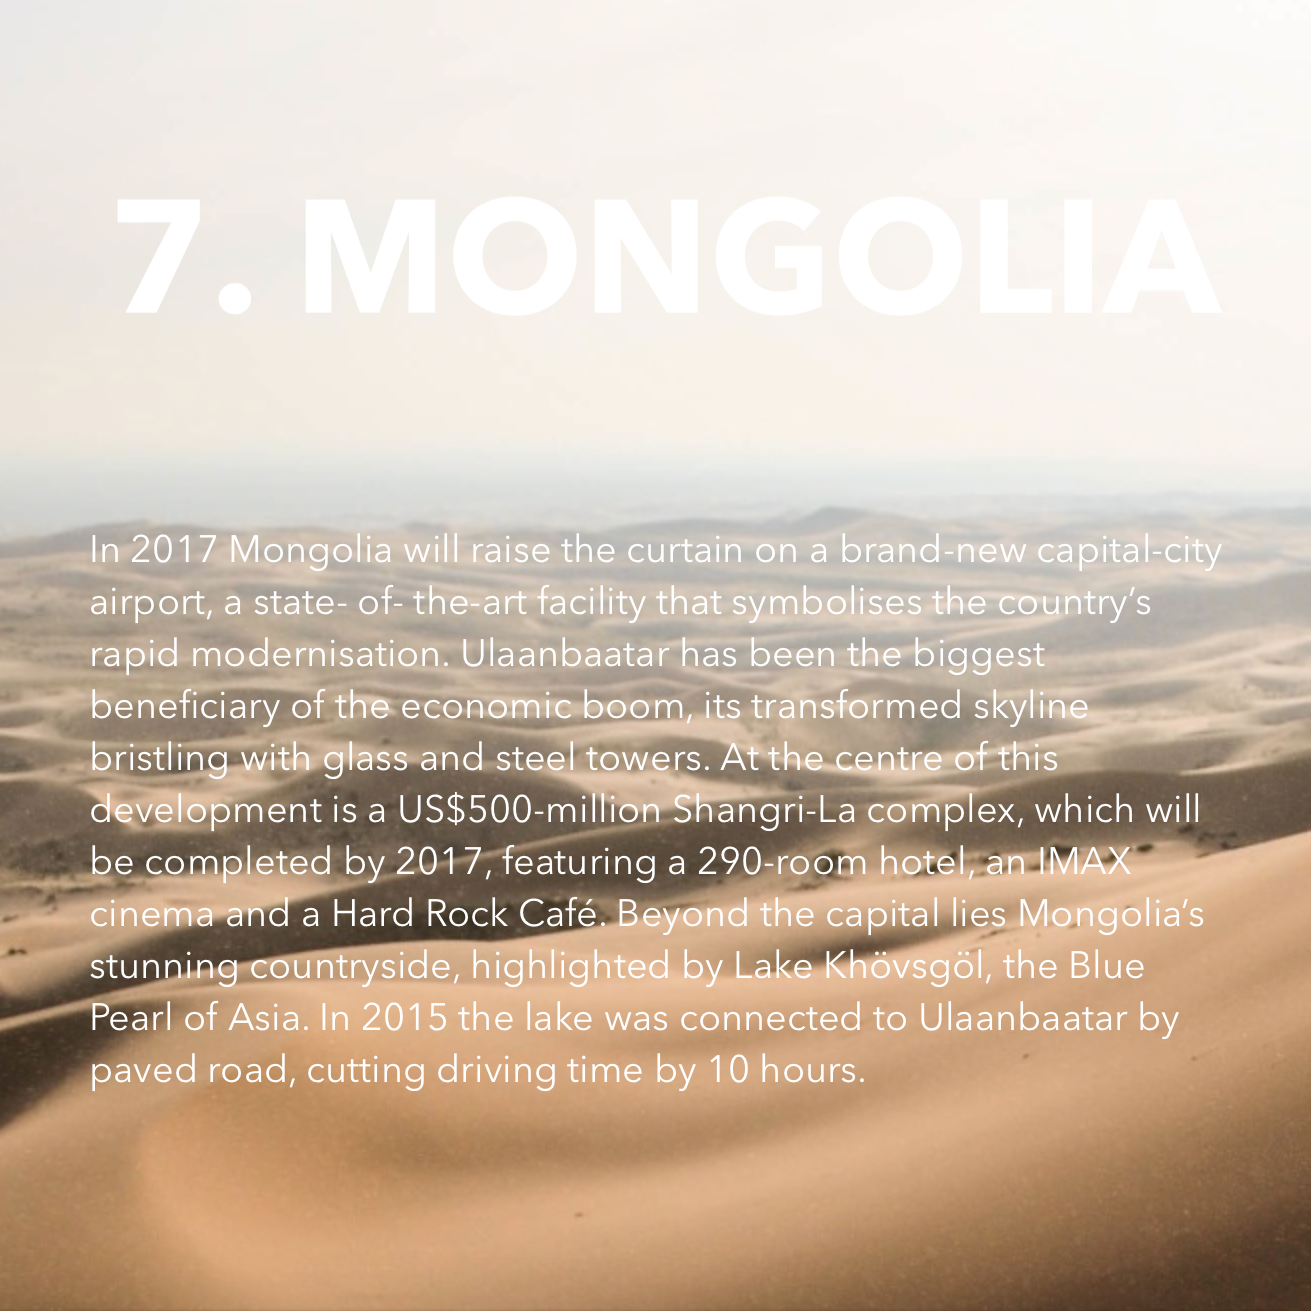 7. MONGOLIA
In 2017 Mongolia will raise the curtain on a brand-new capital-city
airport, a state- of- the-art facility that symbolises the country’s
rapid modernisation. Ulaanbaatar has been the biggest
beneficiary of the economic boom, its transformed skyline
bristling with glass and steel towers. At the centre of this
development is a US$500-million Shangri-La complex, which will
be completed by 2017, featuring a 290-room hotel, an IMAX
cinema and a Hard Rock Café. Beyond the capital lies Mongolia’s
stunning countryside, highlighted by Lake Khövsgöl, the Blue
Pearl of Asia. In 2015 the lake was connected to Ulaanbaatar by
paved road, cutting driving time by 10 hours.